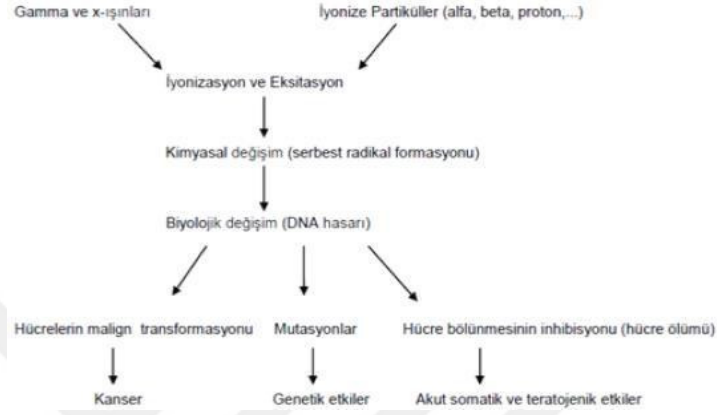 Gamma ve x-ışınları İyonize Partiküller (alfa, beta, proton,...)
İyonizasyon ve Eksitasyon
Kimyasal değişim (serbest radikal formasyonu)
Biyolojik değişim (DNA hasarı)
Hücrelerin malign transformasyonu Mutasyonlar Hücre bölünmesinin inhibisyonu (hücre ölümü)
Kanser Genetik etkiler Akut somatik ve teratojenik etkiler